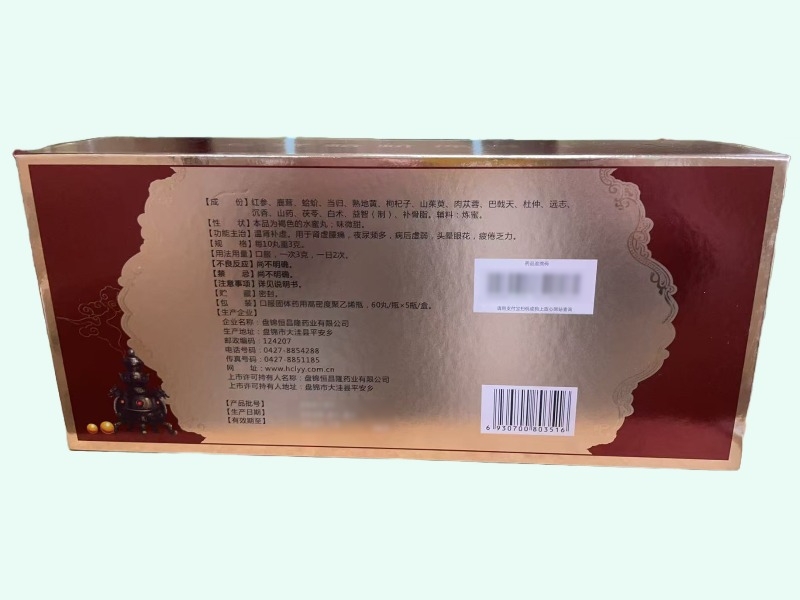 【成　份】红参、鹿茸、蛤蚧、当归、熟地黄、枸杞子、山茱萸、肉苁蓉、巴戟天、杜仲、远志、
沉香、山药、茯苓、白术、益智（制）、补骨脂。辅料：炼蜜。
【性　状】本品为褐色的水蜜丸；味微甜。
【功能主治】温肾补虚。用于肾虚腰痛，夜尿频多，病后虚弱，头晕眼花，疲倦乏力。
【规　格】每10丸重3克。
【用法用量】口服，一次3克，一日2次。
【不良反应】尚不明确。
【禁　忌】尚不明确。
【注意事项】详见说明书。
【贮　藏】密封。
【包　装】口服固体药用高密度聚乙烯瓶，60丸/瓶×5瓶/盒。
【生产企业】
企业名称：盘锦恒昌隆药业有限公司
生产地址：盘锦市大洼县平安乡
邮政编码：124207
电话号码：0427-8854288
传真号码：0427-8851185
网　址：www.hclyy.com.cn
上市许可持有人名称：盘锦恒昌隆药业有限公司
上市许可持有人地址：盘锦市大洼县平安乡
【产品批号】
【生产日期】
【有效期至】
药品追溯码
6 930700 803516